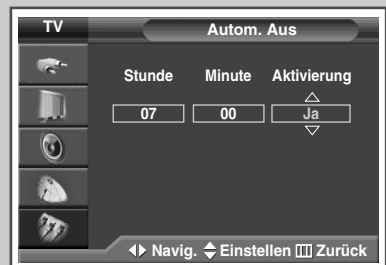 TV
Autom. Aus
Stunde Minute Aktivierung
07 00 Ja
Navig. Einstellen Zurück